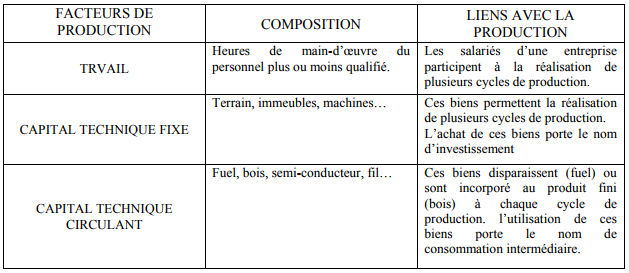 FACTEURS DE
PRODUCTION
COMPOSITION
LIENS AVEC LA
PRODUCTION
TRVAIL
Heures de main-d'œuvre du
personnel plus ou moins qualifié.
Les salariés d'une entreprise
participent à la réalisation de
plusieurs cycles de production.
CAPITAL TECHNIQUE FIXE
Terrain, immeubles, machines…
Ces biens permettent la réalisation
de plusieurs cycles de production.
L'achat de ces biens porte le nom
d'investissement
CAPITAL TECHNIQUE
CIRCULANT
Fuel, bois, semi-conducteur, fil…
Ces biens disparaissent (fuel) ou
sont incorporé au produit fini
(bois) à chaque cycle de
production. l'utilisation de ces
biens porte le nom de
consommation intermédiaire.